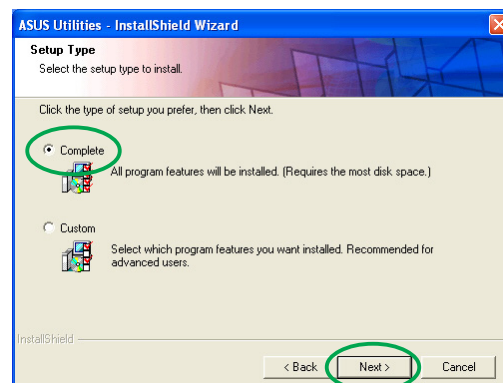 ASUS Utilities - InstallShield Wizard
Setup Type
Select the setup type to install.
Click the type of setup you prefer, then click Next.
Complete
All program features will be installed. (Requires the most disk space.)
Custom
Select which program features you want installed. Recommended for
advanced users.
InstallShield
< Back
Next >
Cancel